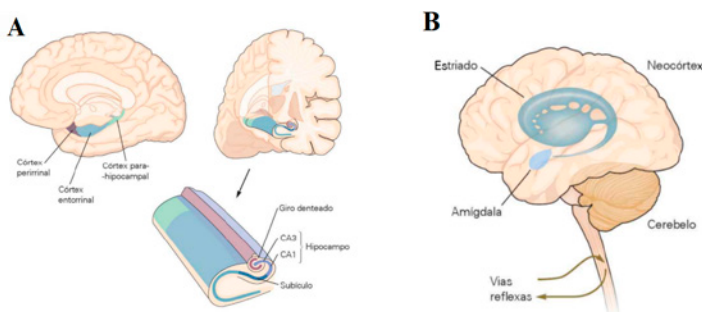 A
Córtex
perirrinal
Córtex
entorrinal
Córtex para-
-hipocampal
Giro denteado
CA3
CA1
Hipocampo
Subículo
B
Estriado
Neocórtex
Amígdala
Cerebelo
Vias
reflexas